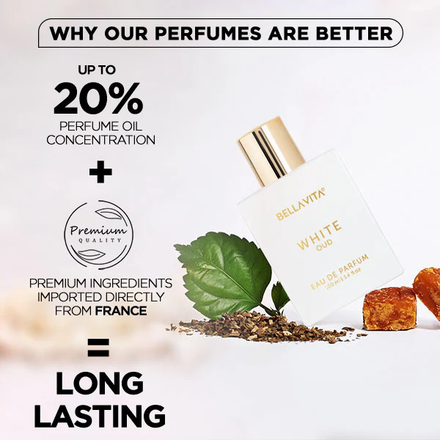 WHY OUR PERFUMES ARE BETTER
UP TO
20%
PERFUME OIL
CONCENTRATION
+
Premium
QUALITY
PREMIUM INGREDIENTS
IMPORTED DIRECTLY
FROM FRANCE
=
LONG
LASTING
BELLAVITA®
WHITE
OUD
EAU DE PARFUM